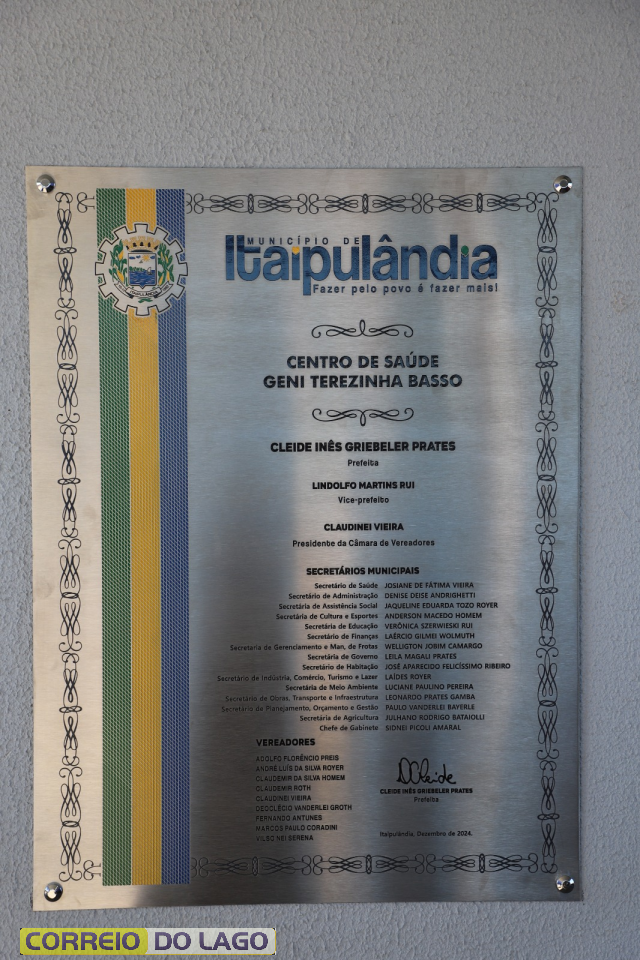 MUNICÍPIO DE
Itaipulândia
Fazer pelo povo é fazer mais!
CENTRO DE SAÚDE
GENI TEREZINHA BASSO
CLEIDE INÊS GRIEBELER PRATES
Prefeita
LINDOLFO MARTINS RUI
Vice-prefeito
CLAUDINEI VIEIRA
Presidente da Câmara de Vereadores
SECRETÁRIOS MUNICIPAIS
Secretário de Saúde JOSIANE DE FÁTIMA VIEIRA
Secretário de Administração DENISE DEISE ANDRIGHETTI
Secretária de Assistência Social JAQUELINE EDUARDA TOZO ROYER
Secretário de Cultura e Esportes ANDERSON MACEDO HOMEM
Secretária de Educação VERÔNICA SZERWIESKI RUI
Secretário de Finanças LAÉRCIO GILMEI WOLMUTH
Secretaria de Gerenciamento e Man, de Frotas WELLIGTON JOBIM CAMARGO
Secretária de Governo LEILA MAGALI PRATES
Secretário de Habitação JOSÉ APARECIDO FELICÍSSIMO RIBEIRO
Secretário de Indústria, Comércio, Turismo e Lazer LAÍDES ROYER
Secretária de Meio Ambiente LUCIANE PAULINO PEREIRA
Secretário de Obras, Transporte e Infraestrutura LEONARDO PRATES GAMBA
Secretário de Planejamento, Orçamento e Gestão PAULO VANDERLEI BAYERLE
Secretária de Agricultura JULHANO RODRIGO BATAIOLLI
Chefe de Gabinete SIDNEI PICOLI AMARAL
VEREADORES
ADOLFO FLORÊNCIO PREIS
ANDRÉ LUÍS DA SILVA ROYER
CLAUDEMIR DA SILVA HOMEM
CLAUDEMIR ROTH
CLAUDINEI VIEIRA
DEOCLÉCIO VANDERLEI GROTH
FERNANDO ANTUNES
MARCOS PAULO CORADINI
VILSO NEI SERENA
CLEIDE INÊS GRIEBELER PRATES
Prefeita
Itaipulândia, Dezembro de 2024.
CORREIO DO LAGO